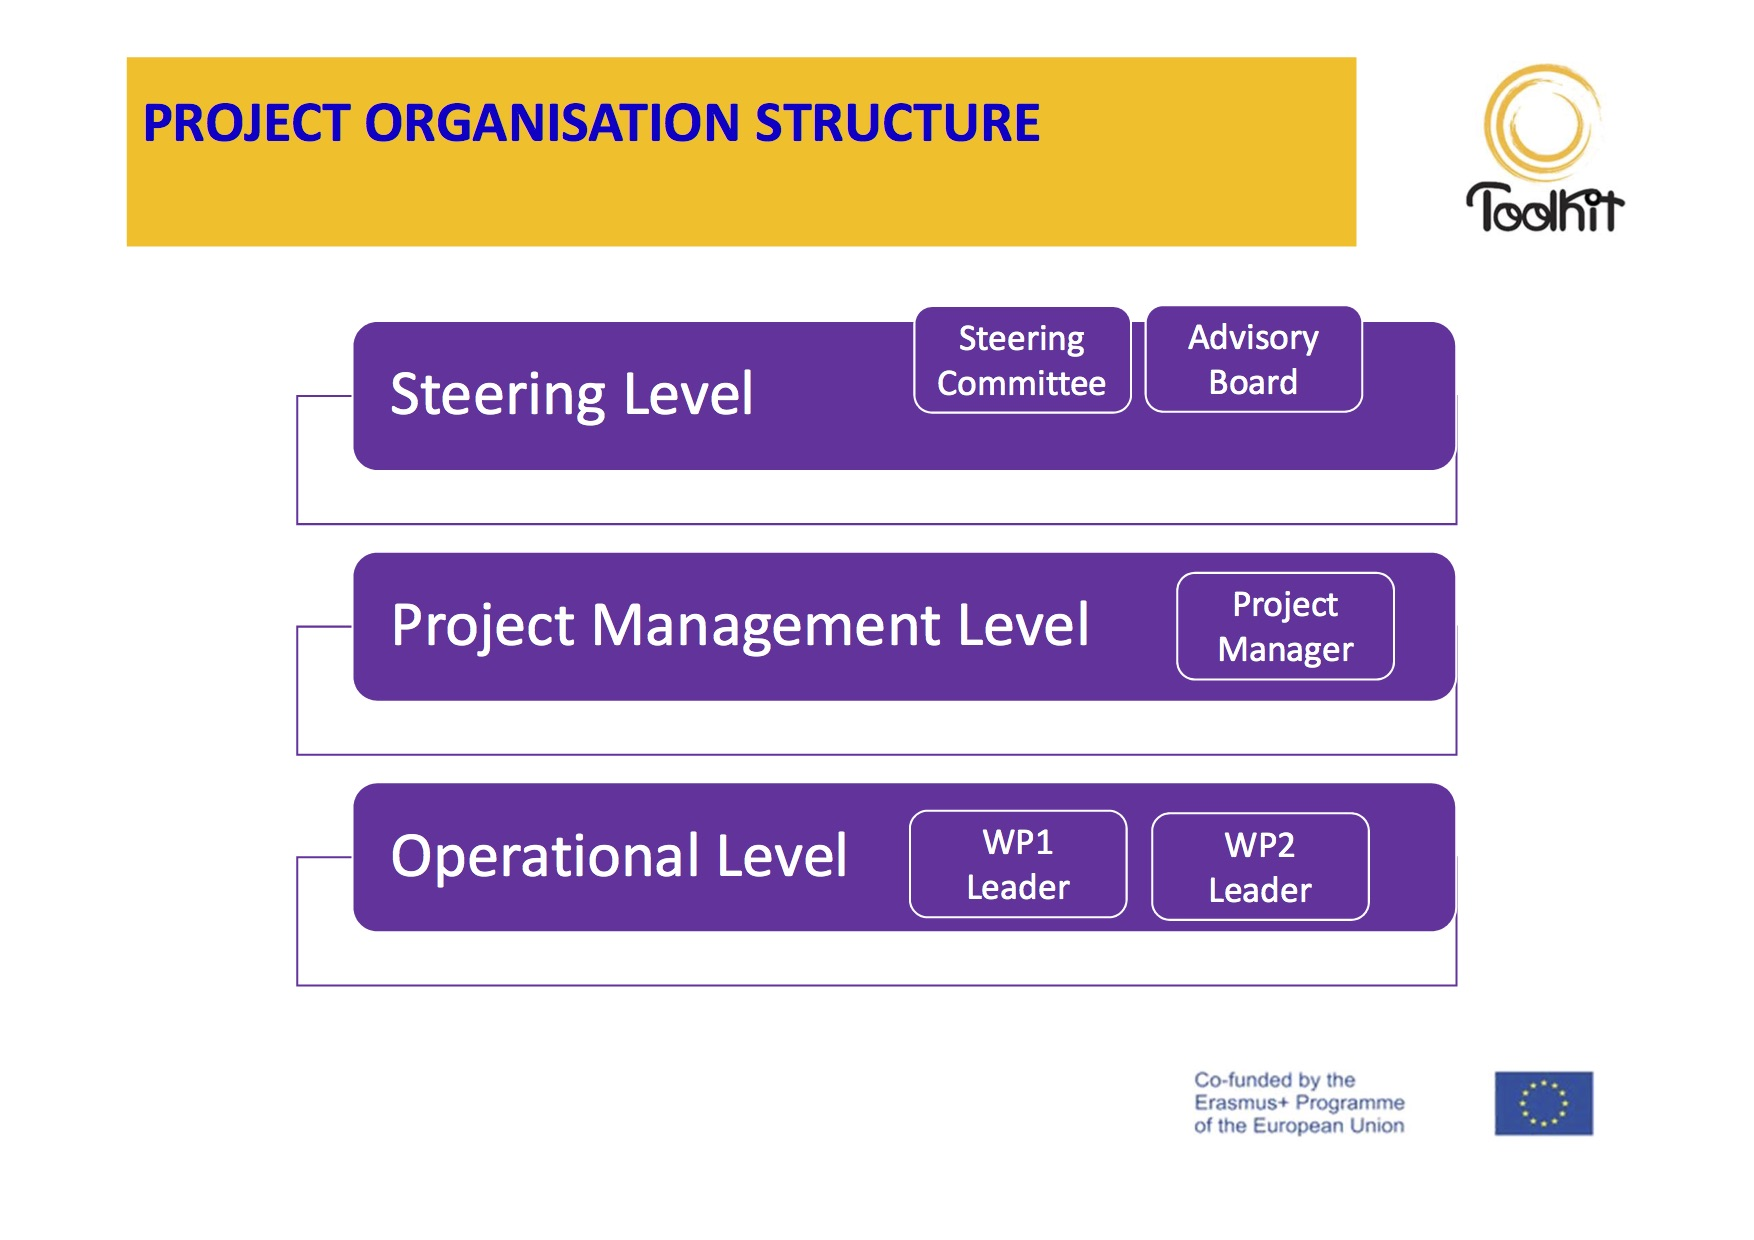 PROJECT ORGANISATION STRUCTURE
Toolkit
Steering Level
Steering
Committee
Advisory
Board
Project Management Level
Project
Manager
Operational Level
WP1
Leader
WP2
Leader
Co-funded by the
Erasmus+ Programme
of the European Union